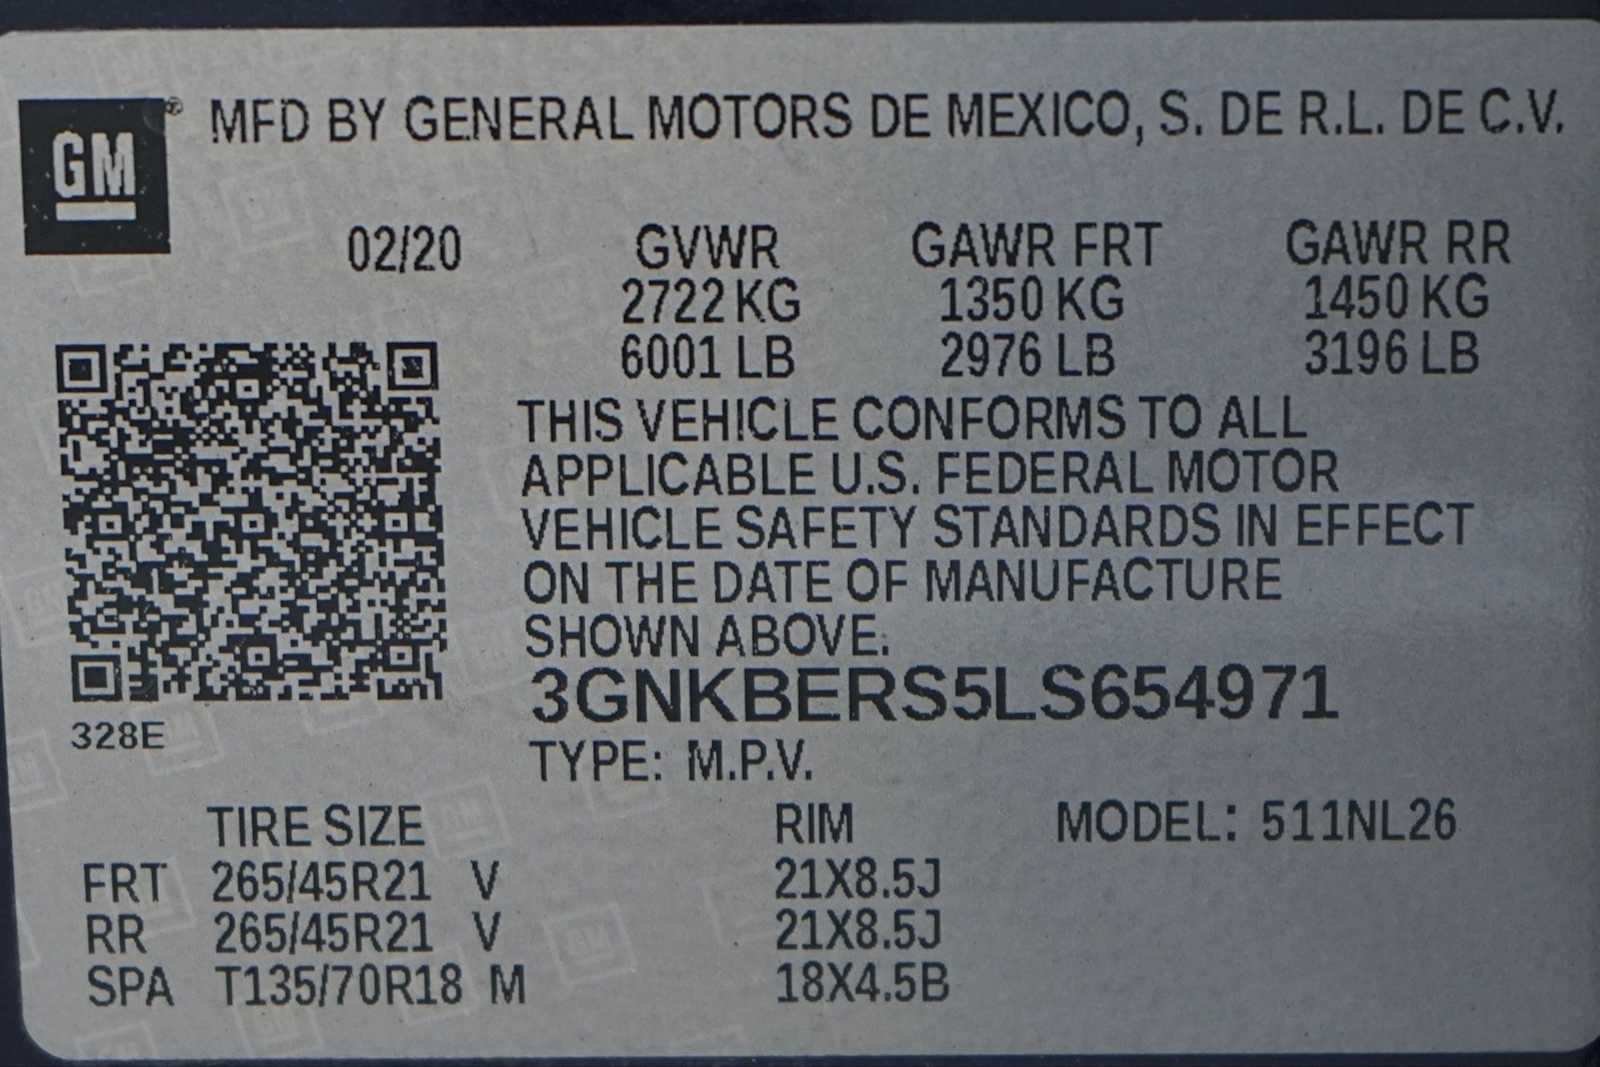 GM ® MFD BY GENERAL MOTORS DE MEXICO, S. DE R.L. DE C.V.
02/20 GVWR GAWR FRT GAWR RR
2722 KG 1350 KG 1450 KG
6001 LB 2976 LB 3196 LB
THIS VEHICLE CONFORMS TO ALL
APPLICABLE U.S. FEDERAL MOTOR
VEHICLE SAFETY STANDARDS IN EFFECT
ON THE DATE OF MANUFACTURE
SHOWN ABOVE.
3GNKBERS5LS654971
328E
TYPE: M.P.V.
TIRE SIZE RIM MODEL: 511NL26
FRT 265/45R21 V 21X8.5J
RR 265/45R21 V 21X8.5J
SPA T135/70R18 M 18X4.5B